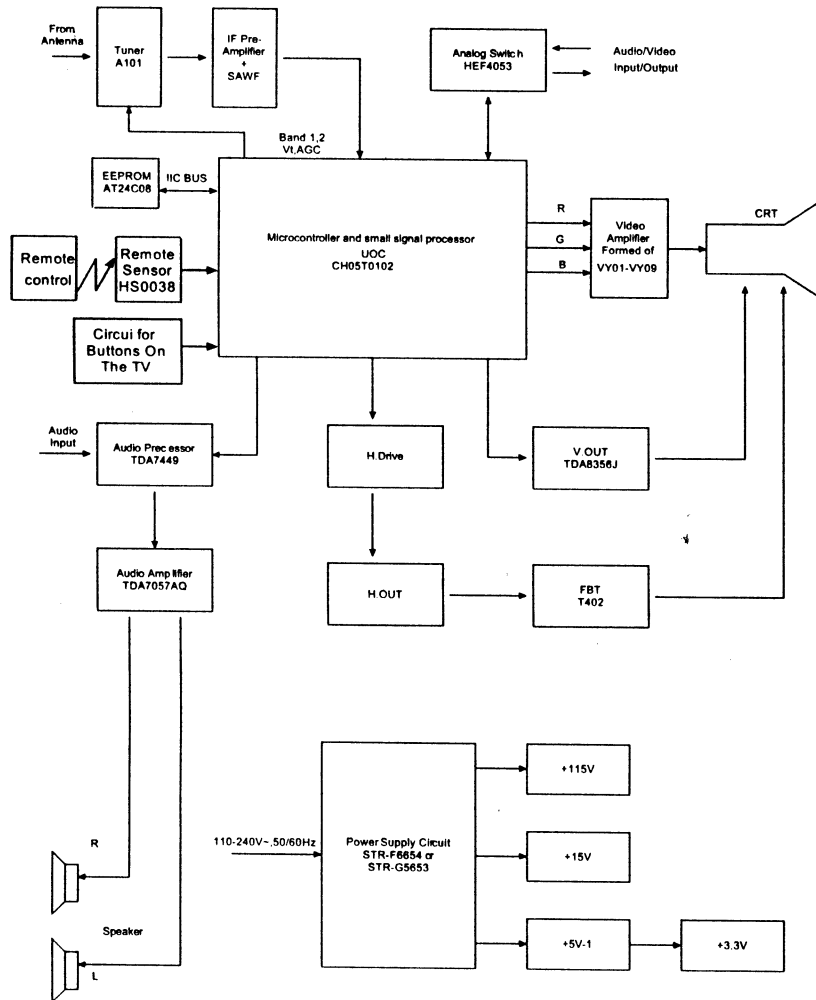 From
Antenna
Tuner
A101
IF Pre-
Amplifier
+
SAWF
Analog Switch
HEF4053
Audio/Video
Input/Output
Band 1,2
Vt,AGC
EEPROM
AT24C08
IIC BUS
Remote
control
Remote
Sensor
HS0038
Microcontroller and small signal processor
UOC
CH05T0102
R
G
B
Video
Amplifier
Formed of
VY01-VY09
CRT
Circui for
Buttons On
The TV
Audio
Input
Audio Precessor
TDA7449
H.Drive
V.OUT
TDA8356J
Audio Amplifier
TDA7057AQ
H.OUT
FBT
T402
R
Speaker
L
110-240V~,50/60Hz
Power Supply Circuit
STR-F6654 or
STR-G5653
+115V
+15V
+5V-1
+3.3V